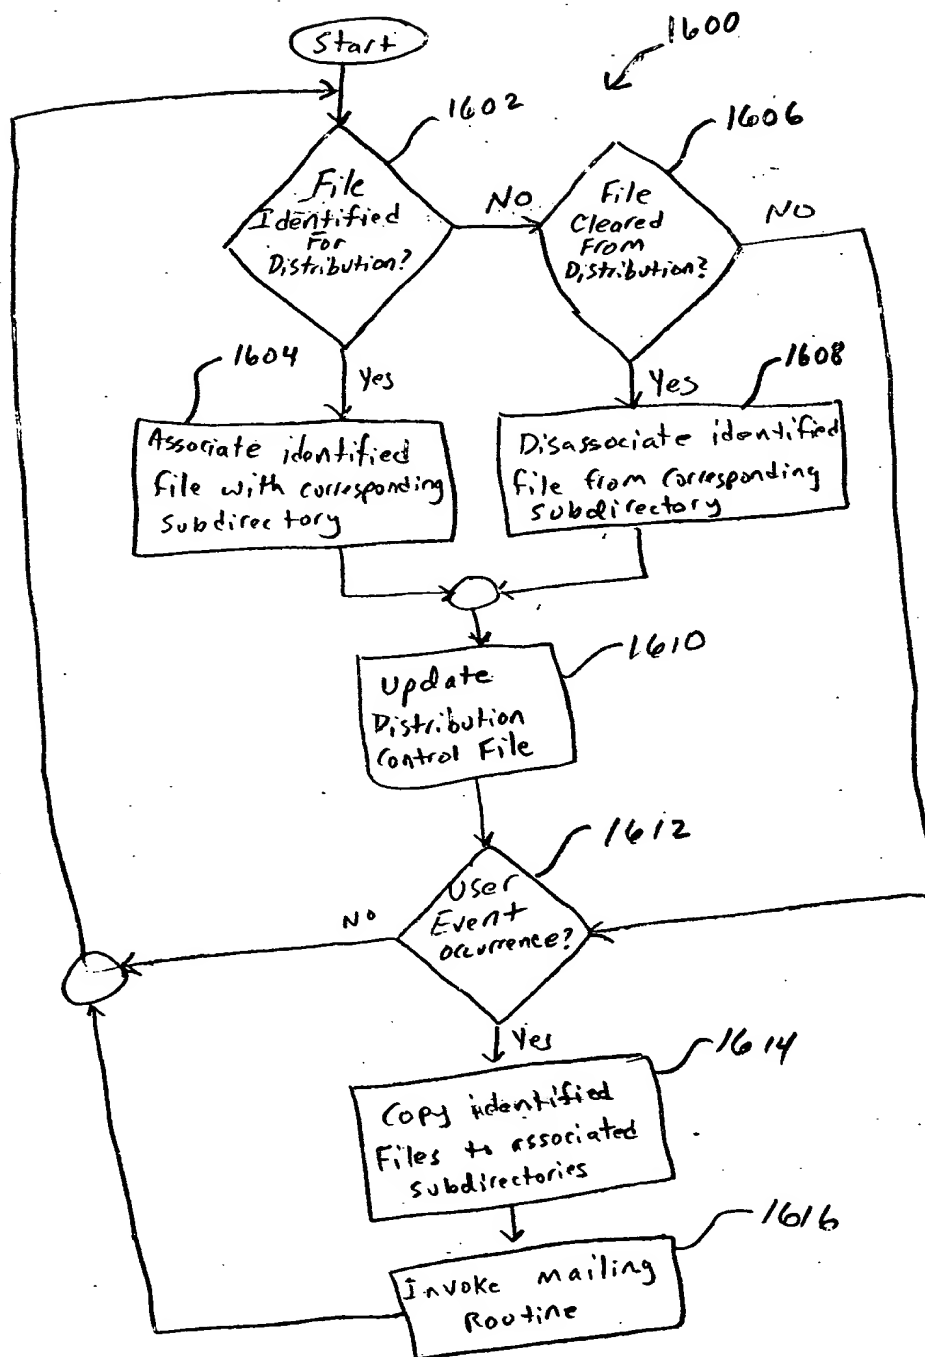 Start
1600
1602
1606
File
Identified
For
Distribution?
NO
File
Cleared
From
Distribution?
NO
1604
Yes
Yes
1608
Associate identified
file with corresponding
Subdirectory
Disassociate identified
file from corresponding
subdirectory
1610
Update
Distribution
Control File
1612
User
Event
occurrence?
NO
Yes
1614
Copy identified
Files to associated
subdirectories
1616
Invoke mailing
Routine